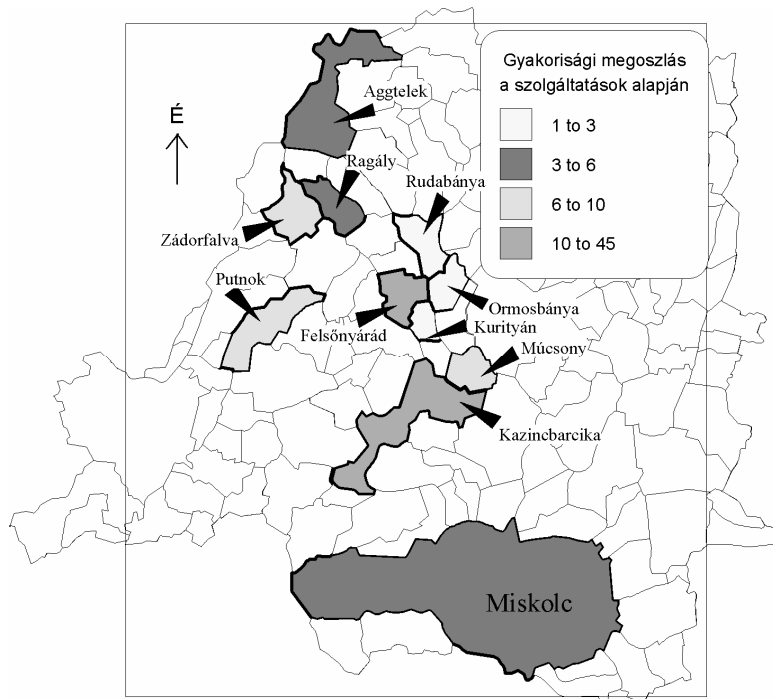 Gyakorisági megoszlás
a szolgáltatások alapján
1 to 3
3 to 6
6 to 10
10 to 45
É
Aggtelek
Ragály
Rudabánya
Zádorfalva
Putnok
Ormosbánya
Felsőnyárád
Kurityán
Múcsony
Kazincbarcika
Miskolc